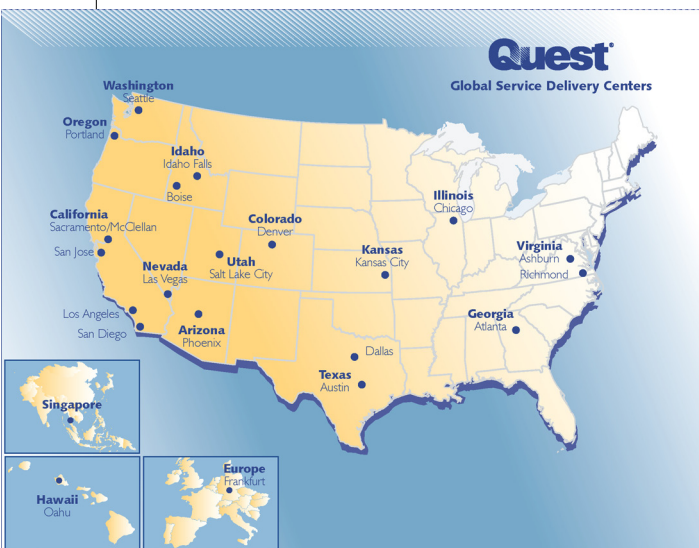 Quest®
Global Service Delivery Centers
Washington
Seattle
Oregon
Portland
Idaho
Idaho Falls
Boise
California
Sacramento/McClellan
San Jose
Colorado
Denver
Illinois
Chicago
Kansas
Kansas City
Virginia
Ashburn
Richmond
Utah
Salt Lake City
Nevada
Las Vegas
Los Angeles
San Diego
Arizona
Phoenix
Georgia
Atlanta
Dallas
Texas
Austin
Singapore
Hawaii
Oahu
Europe
Frankfurt